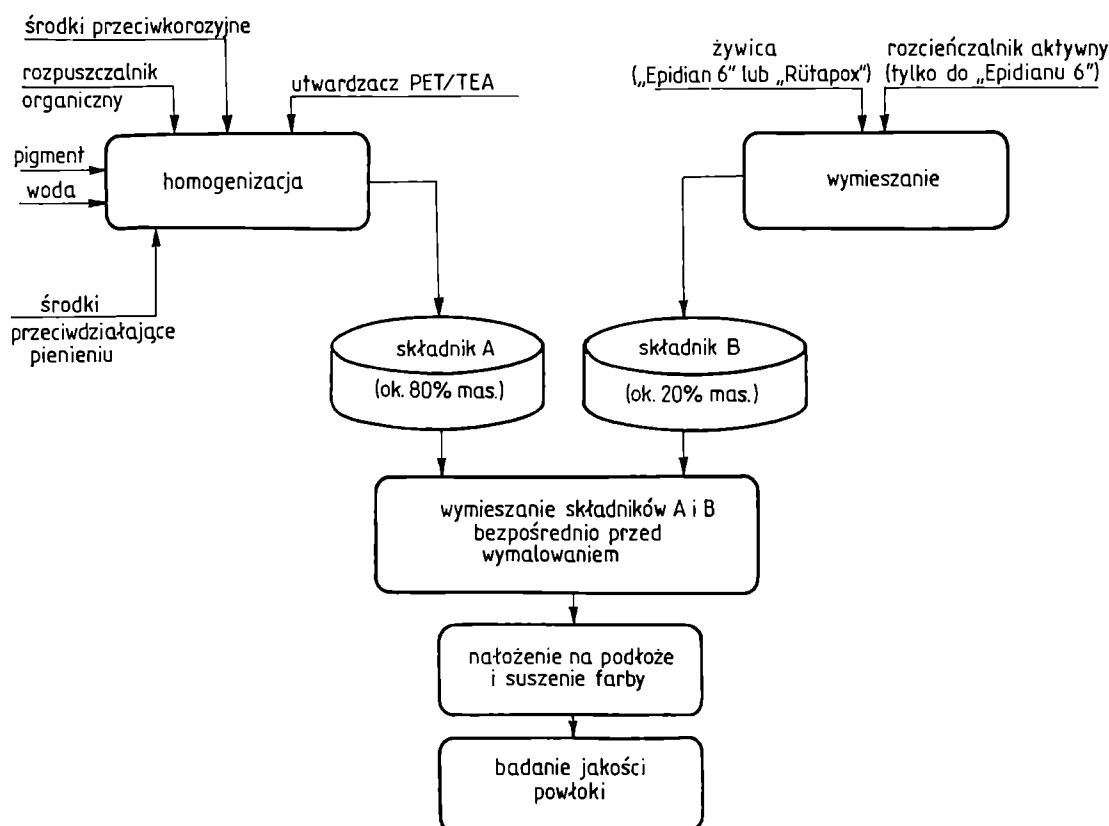 środki przeciwkorozyjne
rozpuszczalnik
organiczny
utwardzacz PET/TEA
pigment
woda
homogenizacja
środki
przeciwdziałające
pienieniu
żywica
(„Epidian 6" lub „Rütapox")
rozcieńczalnik aktywny
(tylko do „Epidianu 6")
wymieszanie
składnik A
(ok. 80% mas.)
składnik B
(ok. 20% mas.)
wymieszanie składników A i B
bezpośrednio przed
wymalowaniem
nałożenie na podłoże
i suszenie farby
badanie jakości
powłoki